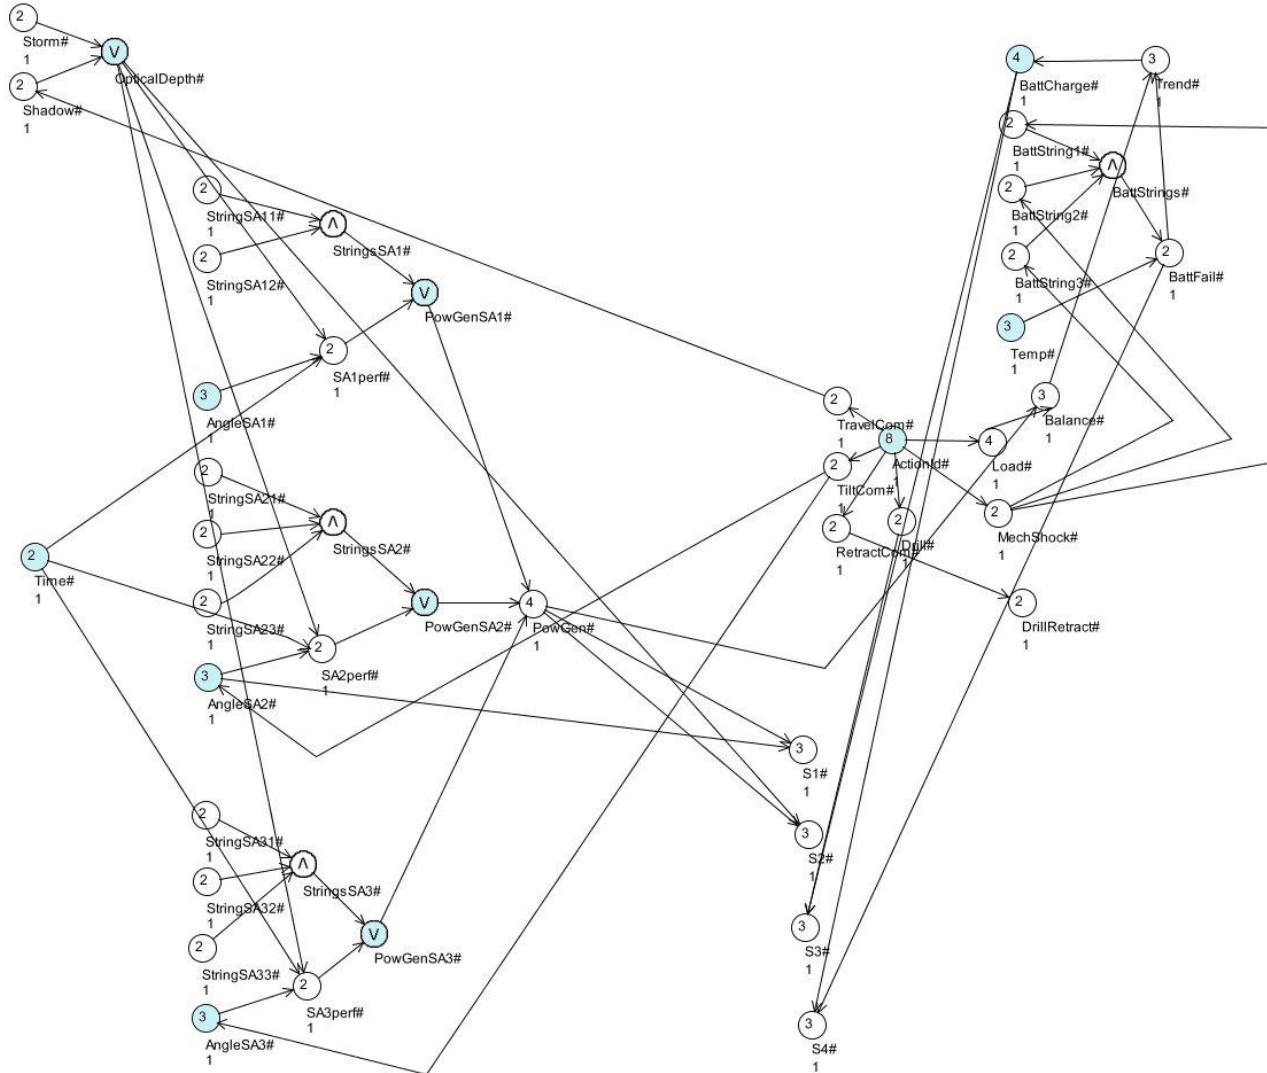 2
Storm#
1
V
OpticalDepth#
2
Shadow#
1
2
StringSA11#
1
Λ
StringsSA1#
2
StringSA12#
1
V
PowGenSA1#
2
SA1perf#
1
3
AngleSA1#
1
2
StringSA21#
1
Λ
StringsSA2#
2
StringSA22#
1
2
Time#
1
2
StringSA23#
1
V
PowGenSA2#
4
PowGen#
1
2
SA2perf#
1
3
AngleSA2#
1
2
StringSA31#
1
Λ
StringsSA3#
2
StringSA32#
1
V
PowGenSA3#
2
StringSA33#
1
2
SA3perf#
1
3
AngleSA3#
1
4
BattCharge#
1
3
Trend#
1
2
BattString1#
1
Λ
BattStrings#
2
BattString2#
1
2
BattString3#
1
2
BattFail#
1
3
Temp#
1
2
TravelCom#
1
3
Balance#
1
8
ActionId#
1
4
Load#
1
2
TiltCom#
1
2
RetractCom#
1
2
Drill#
1
2
MechShock#
1
2
DrillRetract#
1
3
S1#
1
3
S2#
1
3
S3#
1
3
S4#
1